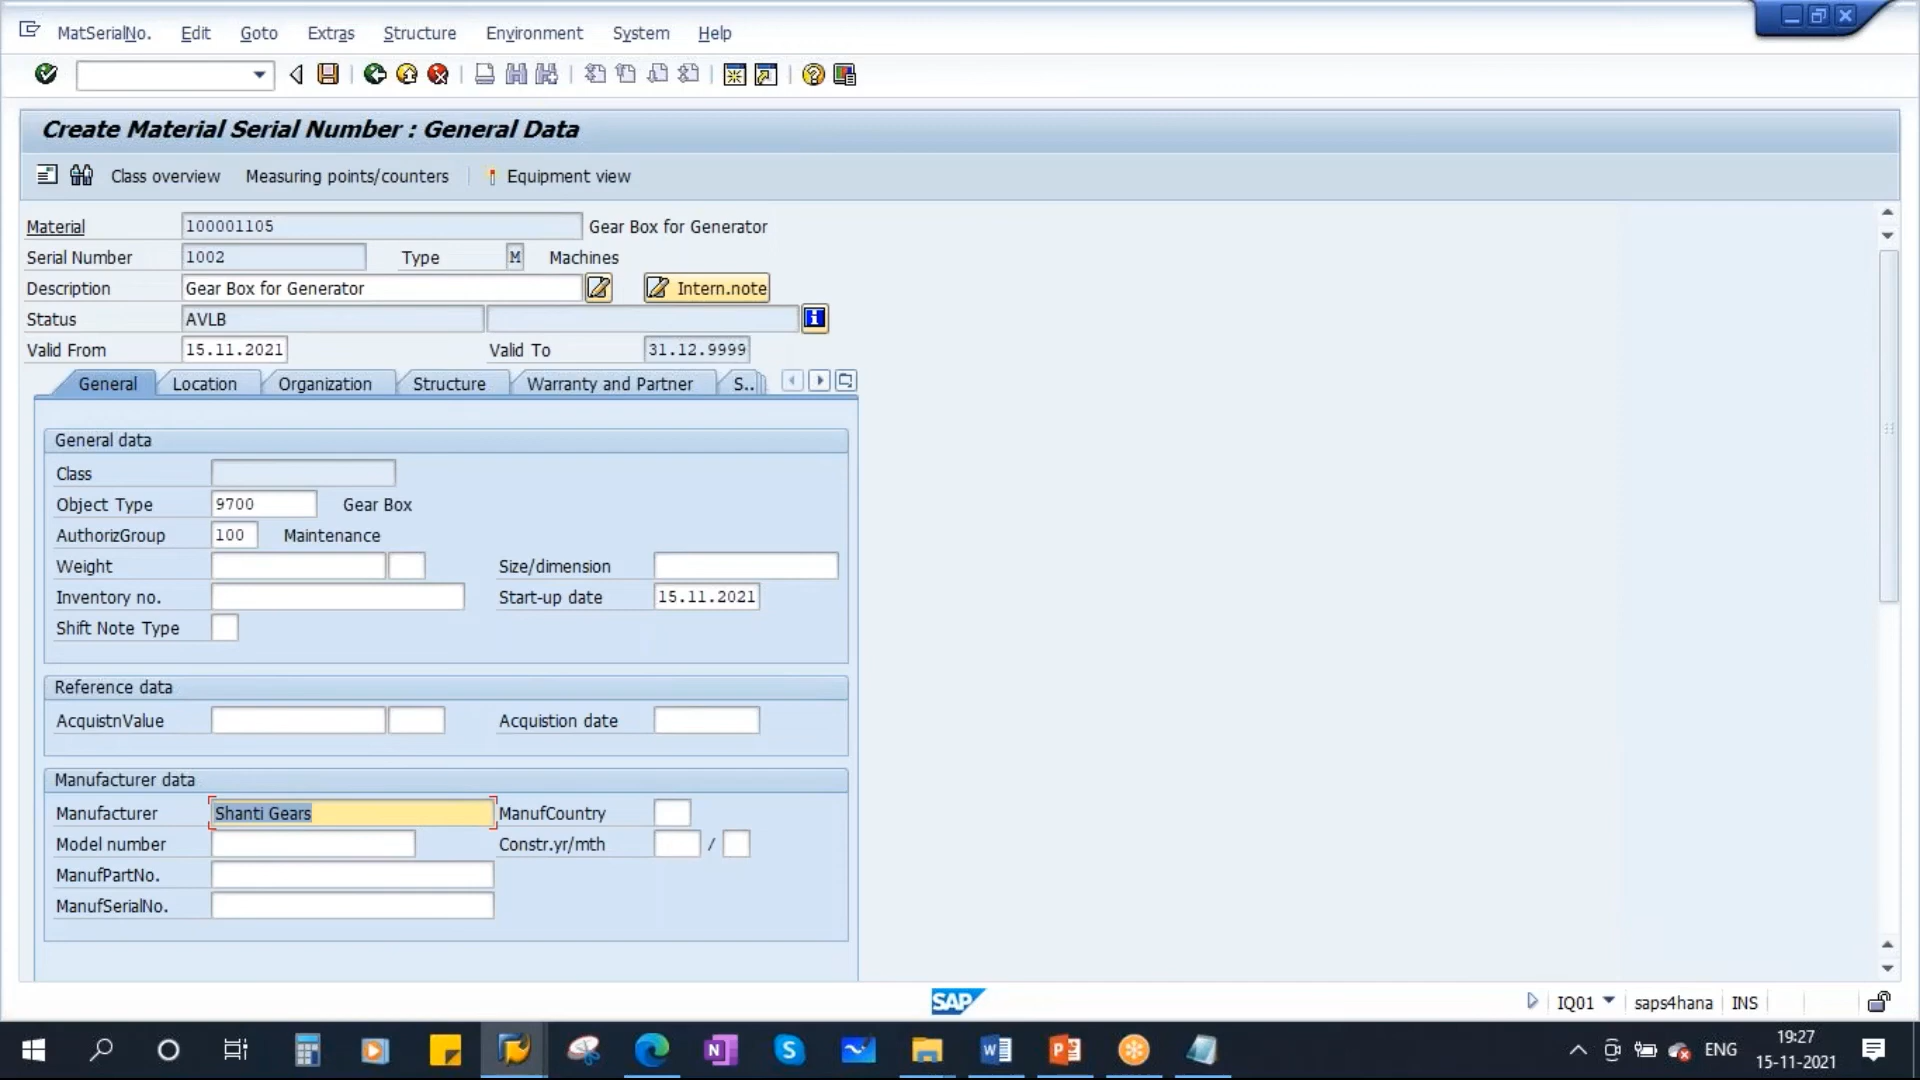 MatSerialNo. Edit Goto Extras Structure Environment System Help
Create Material Serial Number : General Data
Class overview Measuring points/counters Equipment view
Material 100001105 Gear Box for Generator
Serial Number 1002 Type M Machines
Description Gear Box for Generator Intern.note
Status AVLB
Valid From 15.11.2021 Valid To 31.12.9999
General Location Organization Structure Warranty and Partner S..
General data
Class
Object Type 9700 Gear Box
AuthorizGroup 100 Maintenance
Weight Size/dimension
Inventory no. Start-up date 15.11.2021
Shift Note Type
Reference data
AcquistnValue Acquistion date
Manufacturer data
Manufacturer Shanti Gears ManufCountry
Model number Constr.yr/mth /
ManufPartNo.
ManufSerialNo.
SAP IQ01 saps4hana INS
ENG 19:27
15-11-2021